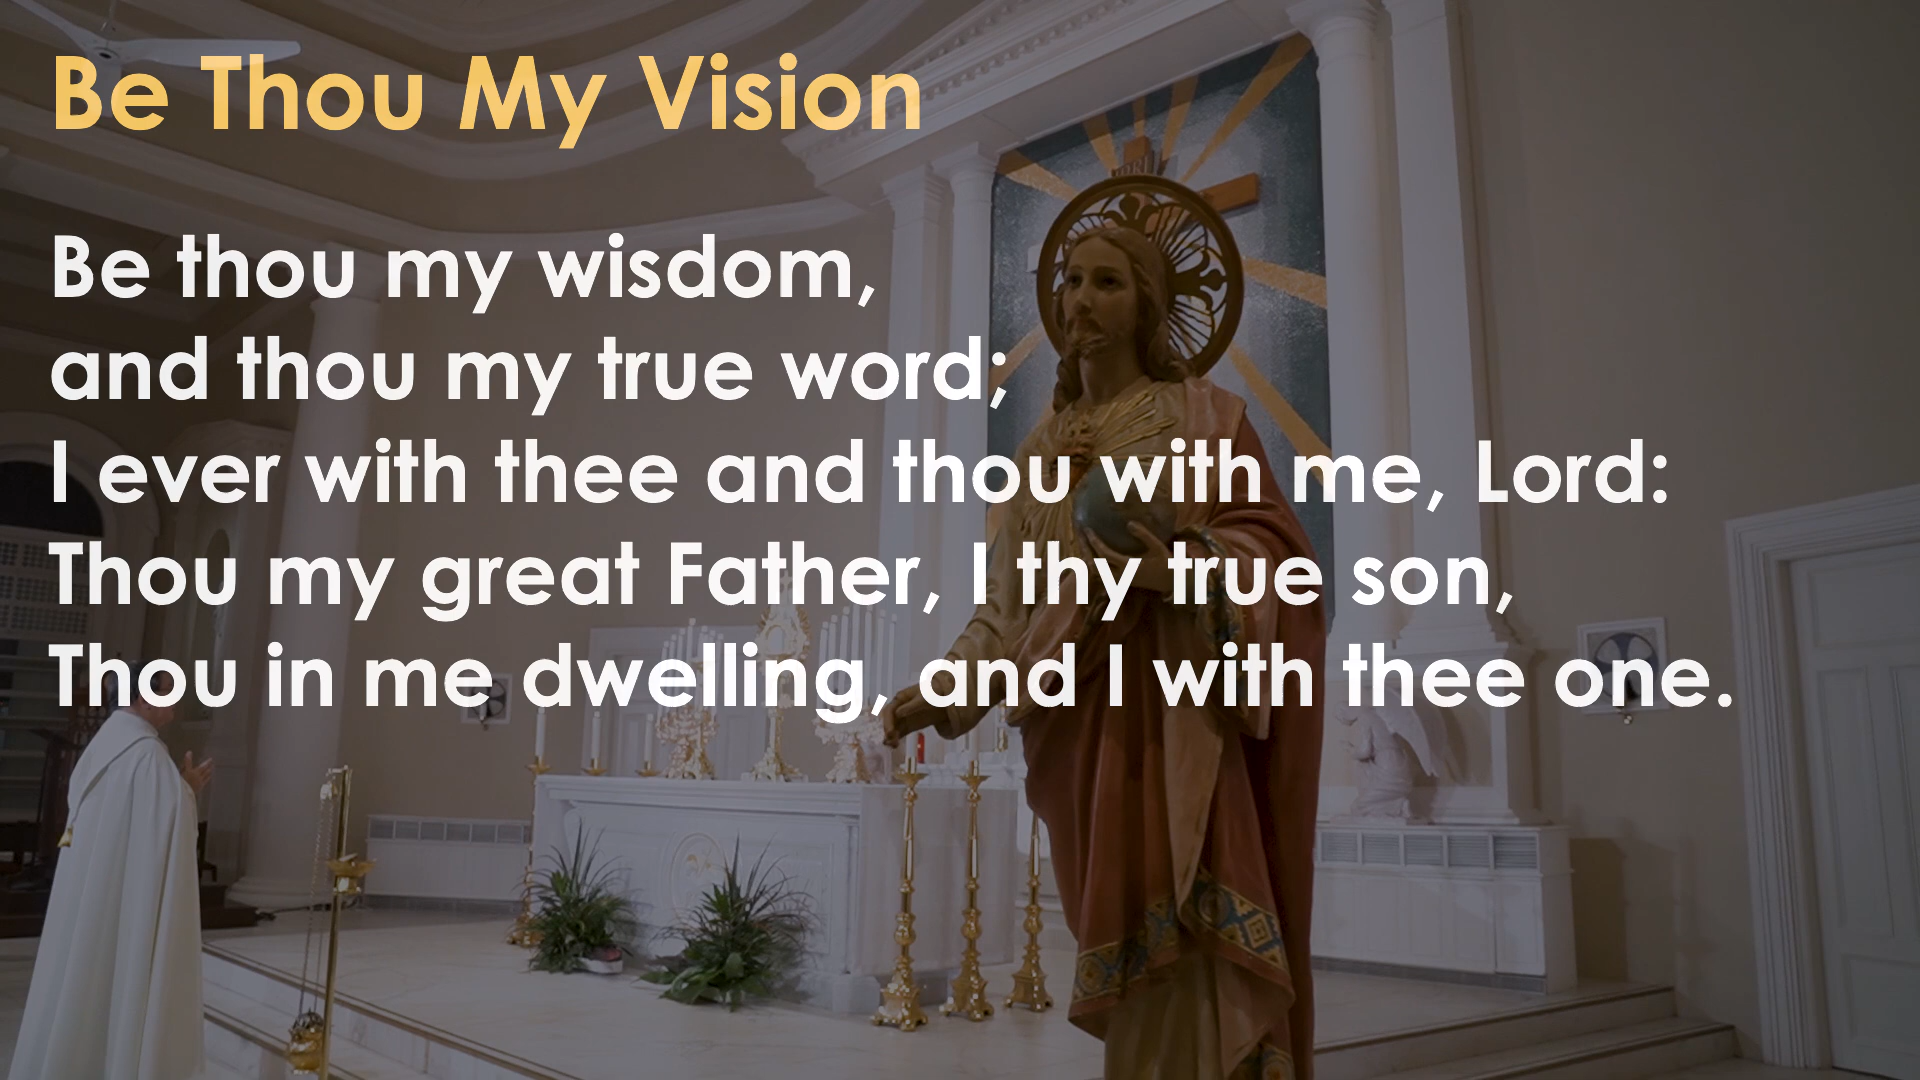 Be Thou My Vision
Be thou my wisdom,
and thou my true word;
I ever with thee and thou with me, Lord:
Thou my great Father, I thy true son,
Thou in me dwelling, and I with thee one.